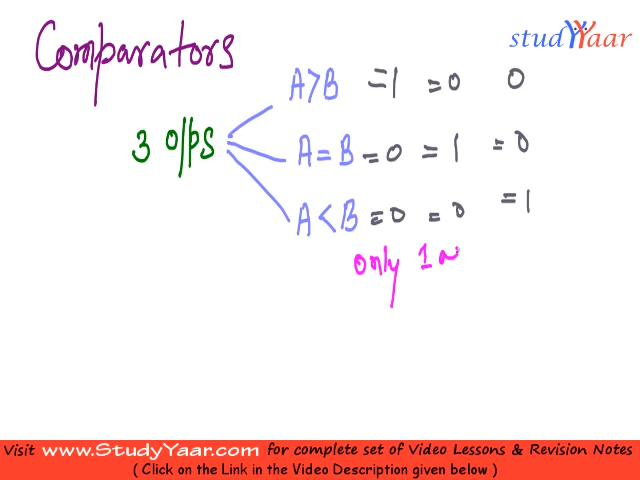 Comparators
studYYaar
A>B =1 =0 0
3 o/ps A=B =0 =1 =0
A<B =0 =0 =1
only 1
Visit www.StudyYaar.com for complete set of Video Lessons & Revision Notes
( Click on the Link in the Video Description given below )